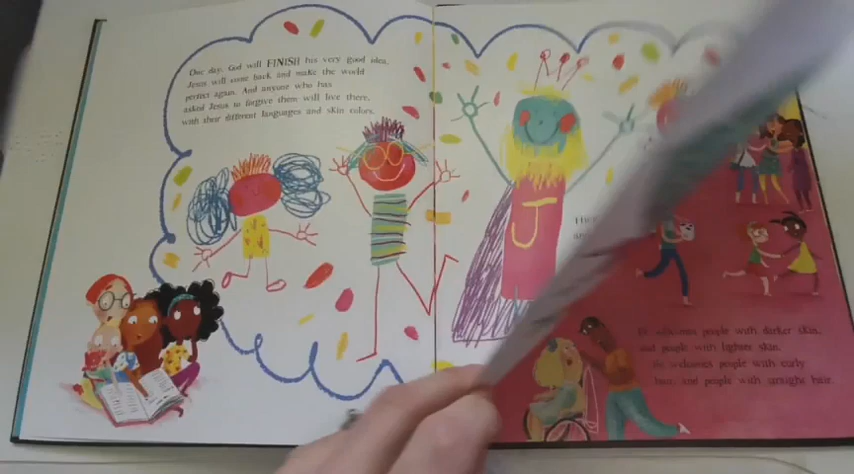 One day, God will FINISH his very good idea.
Jesus will come back and make the world
perfect again. And anyone who has
asked Jesus to forgive them will live there,
with their different languages and skin colors.
J
He welcomes people with darker skin,
and people with lighter skin.
He welcomes people with curly
hair, and people with straight hair.